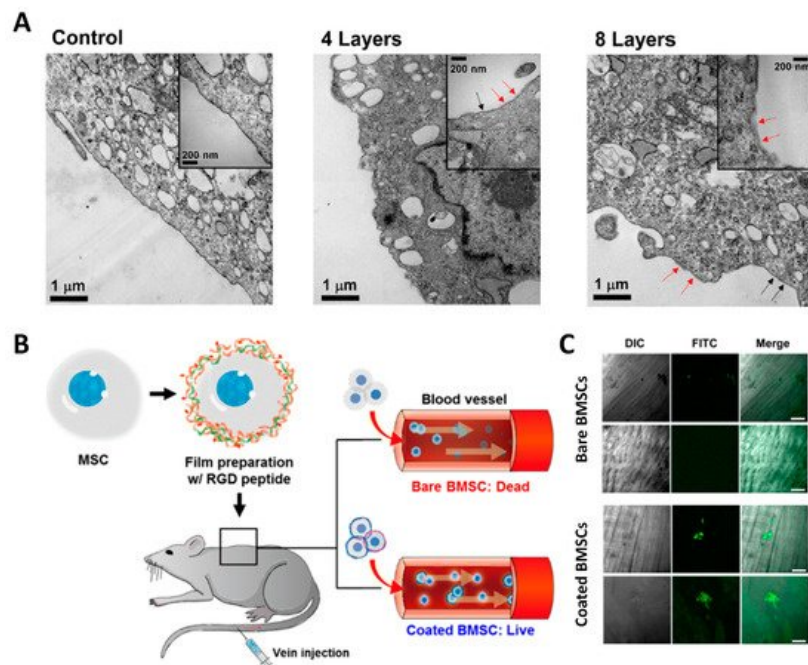 A
Control
4 Layers
8 Layers
200 nm
200 nm
200 nm
1 μm
1 μm
1 μm
B
MSC
Film preparation
w/ RGD peptide
Vein injection
Blood vessel
Bare BMSC: Dead
Coated BMSC: Live
C
DIC
FITC
Merge
Bare BMSCs
Coated BMSCs